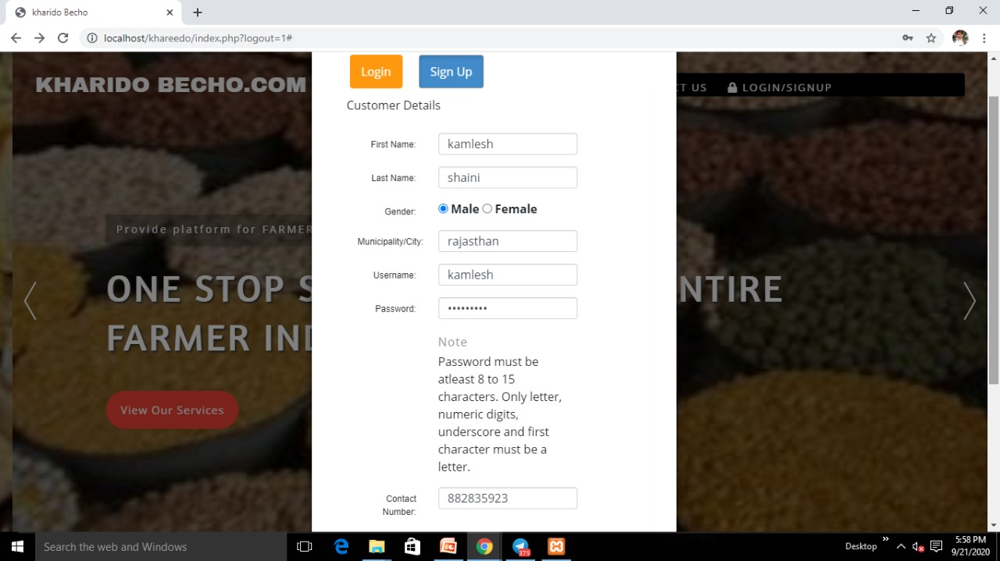 kharido Becho
localhost/khareedo/index.php?logout=1#
KHARIDO BECHO.COM
CT US
LOGIN/SIGNUP
Login
Sign Up
Customer Details
First Name:
kamlesh
Last Name:
shaini
Gender:
Male
Female
Provide platform for FARMER
Municipality/City:
rajasthan
Username:
kamlesh
ONE STOP S
NTIRE
Password:
•••••••••
FARMER IND
Note
Password must be
atleast 8 to 15
characters. Only letter,
numeric digits,
underscore and first
character must be a
letter.
View Our Services
Contact
Number:
882835923
Search the web and Windows
375
Desktop
5:58 PM
9/21/2020